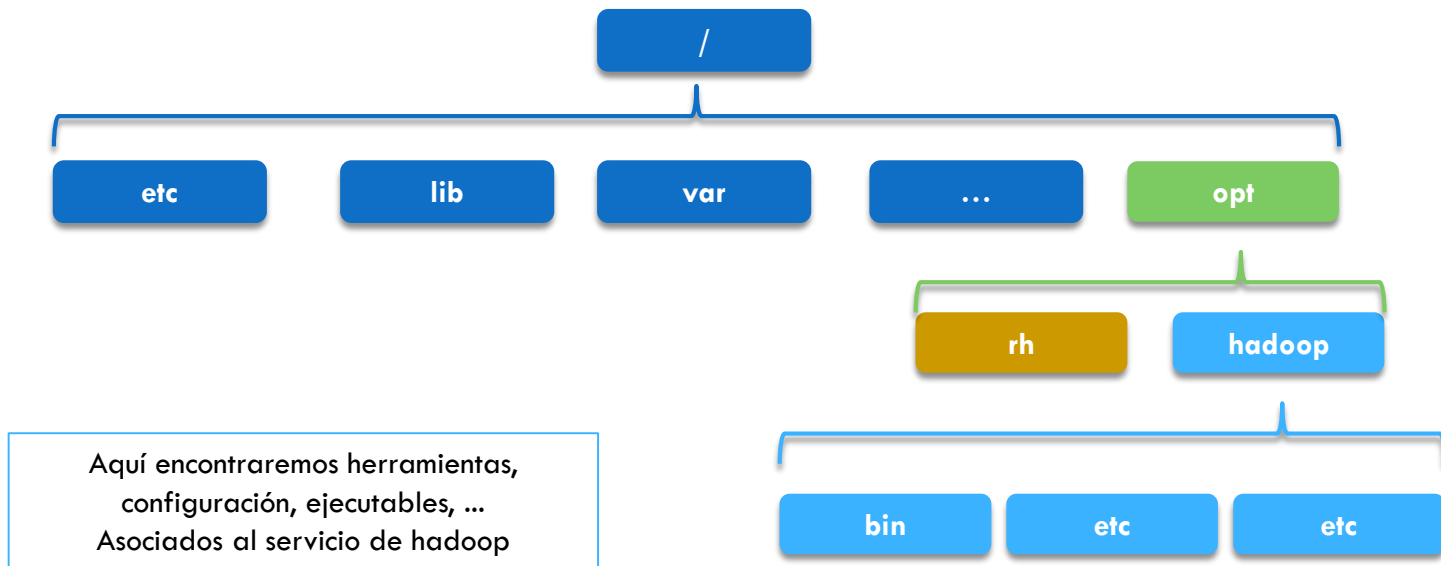 /
etc
lib
var
...
opt
rh
hadoop
Aquí encontraremos herramientas,
configuración, ejecutables, ...
Asociados al servicio de hadoop
bin
etc
etc